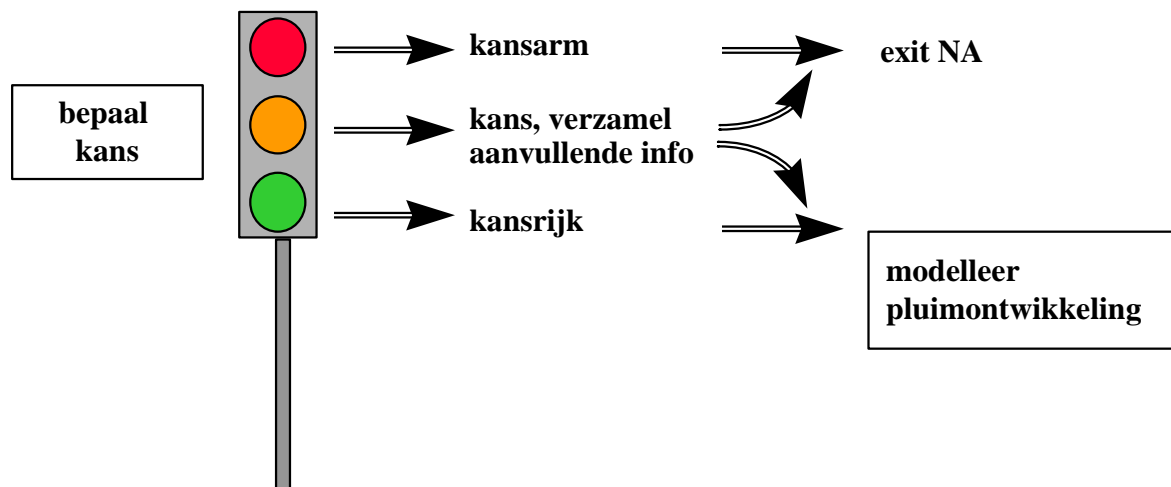 bepaal
kans
kansarm
exit NA
kans, verzamel
aanvullende info
kansrijk
modelleer
pluimontwikkeling